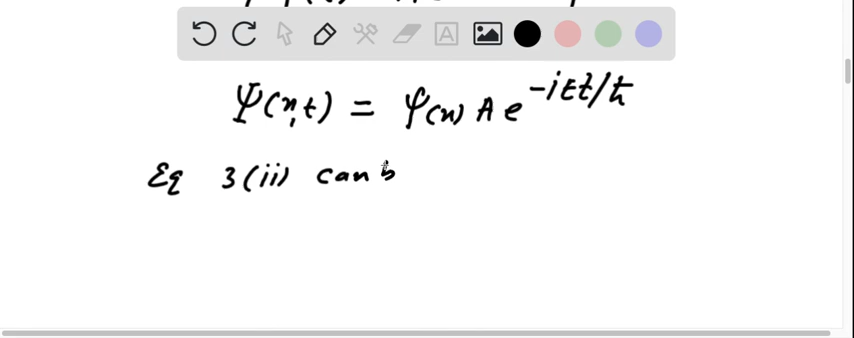 Ψ(x,t) = φ(x) A e^{-iEt/ħ}
Eq 3(ii) can b